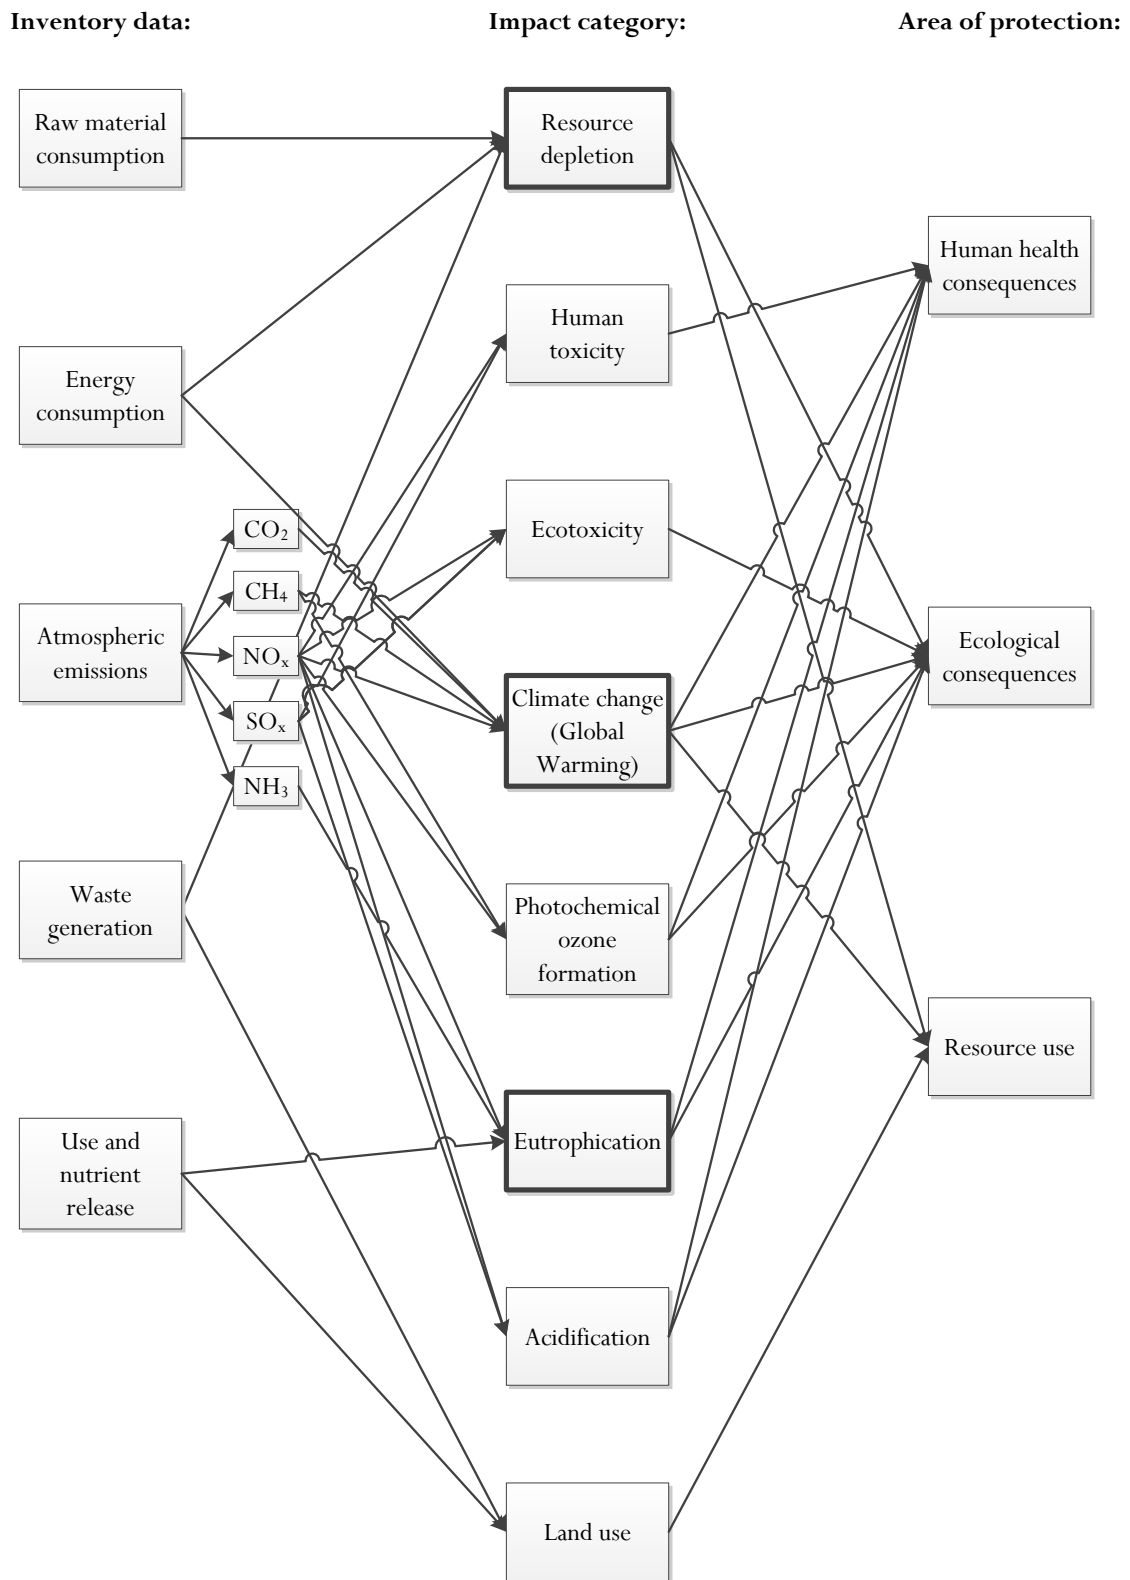 Inventory data:
Impact category:
Area of protection:
Raw material
consumption
Energy
consumption
Atmospheric
emissions
CO₂
CH₄
NOₓ
SOₓ
NH₃
Waste
generation
Use and
nutrient
release
Resource
depletion
Human
toxicity
Ecotoxicity
Climate change
(Global
Warming)
Photochemical
ozone
formation
Eutrophication
Acidification
Land use
Human health
consequences
Ecological
consequences
Resource use